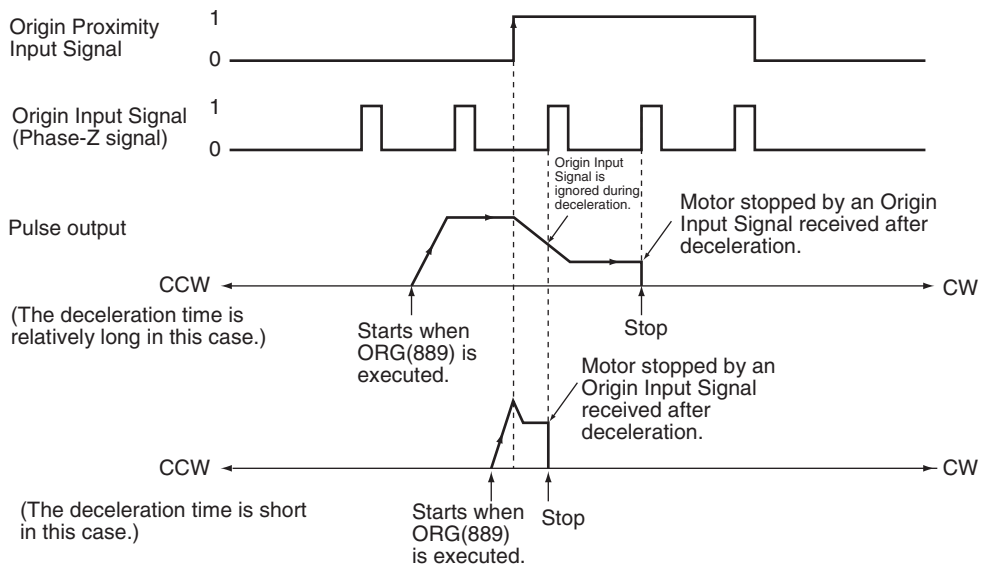 Origin Proximity
Input Signal
1
0
Origin Input Signal
(Phase-Z signal)
1
0
Origin Input
Signal is
ignored during
deceleration.
Pulse output
Motor stopped by an Origin
Input Signal received after
deceleration.
CCW
CW
(The deceleration time is
relatively long in this case.)
Starts when
ORG(889) is
executed.
Stop
Motor stopped by an
Origin Input Signal
received after
deceleration.
CCW
CW
(The deceleration time is short
in this case.)
Starts when
ORG(889)
is executed.
Stop